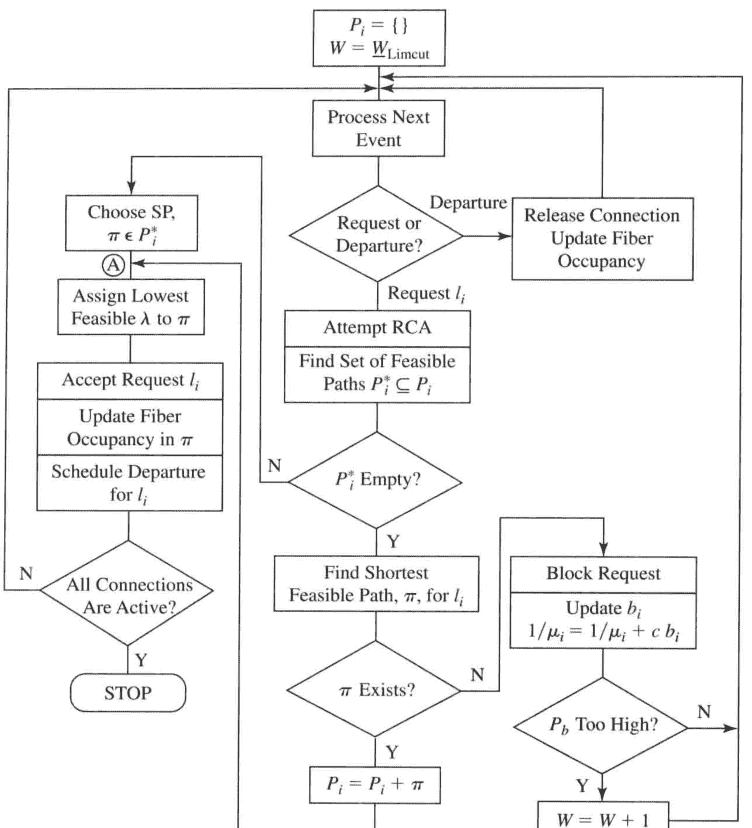 P_i = { }
W = W_Limcut
Process Next
Event
Choose SP,
π ϵ P_i^*
Request or
Departure?
Departure
Release Connection
Update Fiber
Occupancy
A
Assign Lowest
Feasible λ to π
Request l_i
Attempt RCA
Find Set of Feasible
Paths P_i^* ⊆ P_i
Accept Request l_i
Update Fiber
Occupancy in π
Schedule Departure
for l_i
N
P_i^* Empty?
Y
Find Shortest
Feasible Path, π, for l_i
Block Request
Update b_i
1/μ_i = 1/μ_i + c b_i
N
All Connections
Are Active?
Y
STOP
π Exists?
N
Y
P_i = P_i + π
P_b Too High?
N
Y
W = W + 1